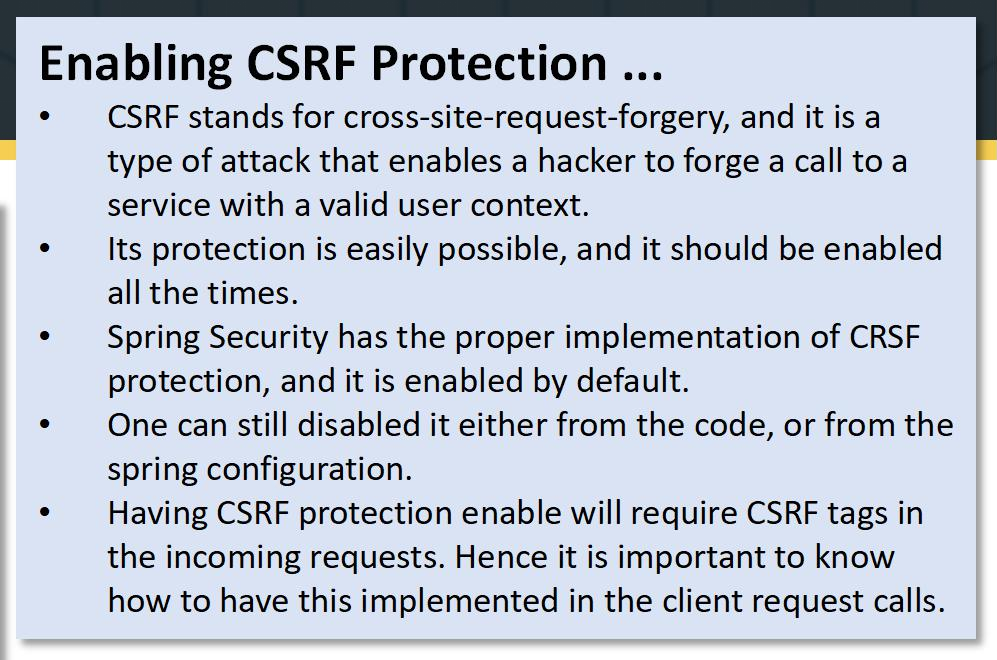 Enabling CSRF Protection ...
• CSRF stands for cross-site-request-forgery, and it is a
type of attack that enables a hacker to forge a call to a
service with a valid user context.
• Its protection is easily possible, and it should be enabled
all the times.
• Spring Security has the proper implementation of CRSF
protection, and it is enabled by default.
• One can still disabled it either from the code, or from the
spring configuration.
• Having CSRF protection enable will require CSRF tags in
the incoming requests. Hence it is important to know
how to have this implemented in the client request calls.